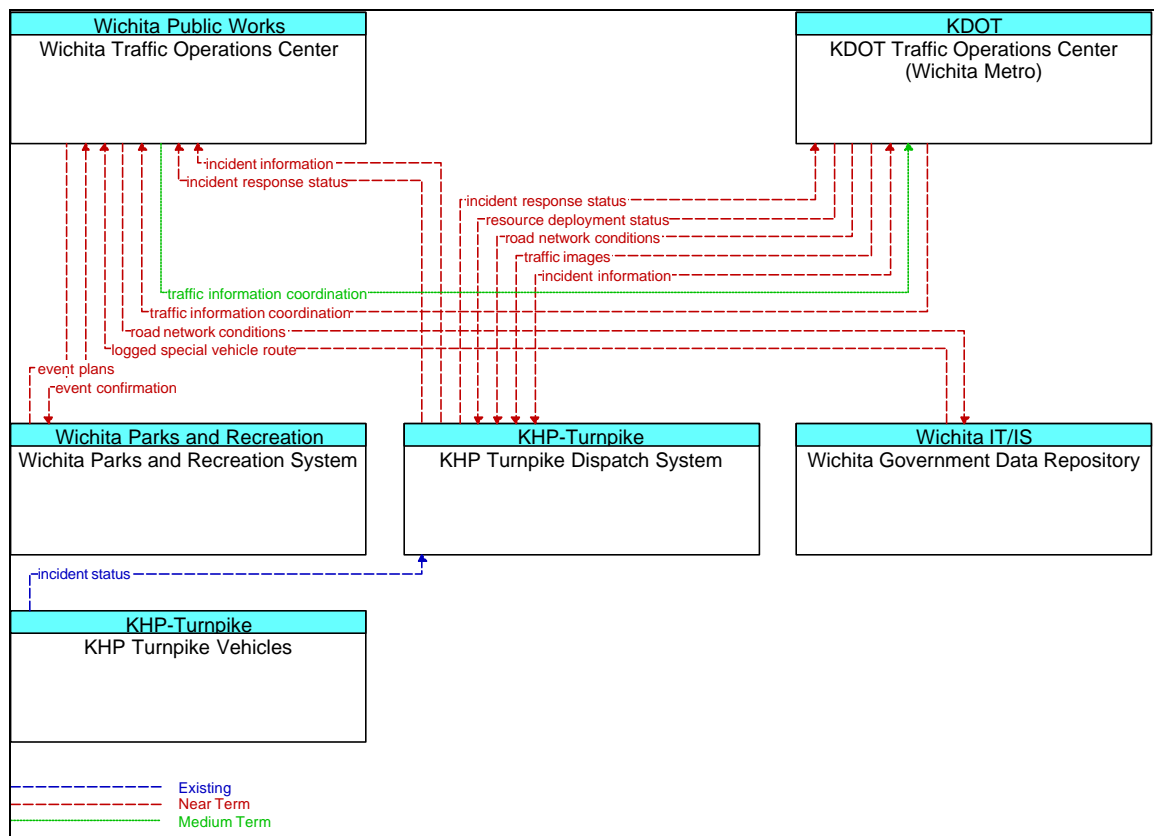 Wichita Public Works
Wichita Traffic Operations Center
KDOT
KDOT Traffic Operations Center
(Wichita Metro)
incident information
incident response status
incident response status
resource deployment status
road network conditions
traffic images
incident information
traffic information coordination
traffic information coordination
road network conditions
logged special vehicle route
event plans
event confirmation
Wichita Parks and Recreation
Wichita Parks and Recreation System
KHP-Turnpike
KHP Turnpike Dispatch System
Wichita IT/IS
Wichita Government Data Repository
incident status
KHP-Turnpike
KHP Turnpike Vehicles
Existing
Near Term
Medium Term